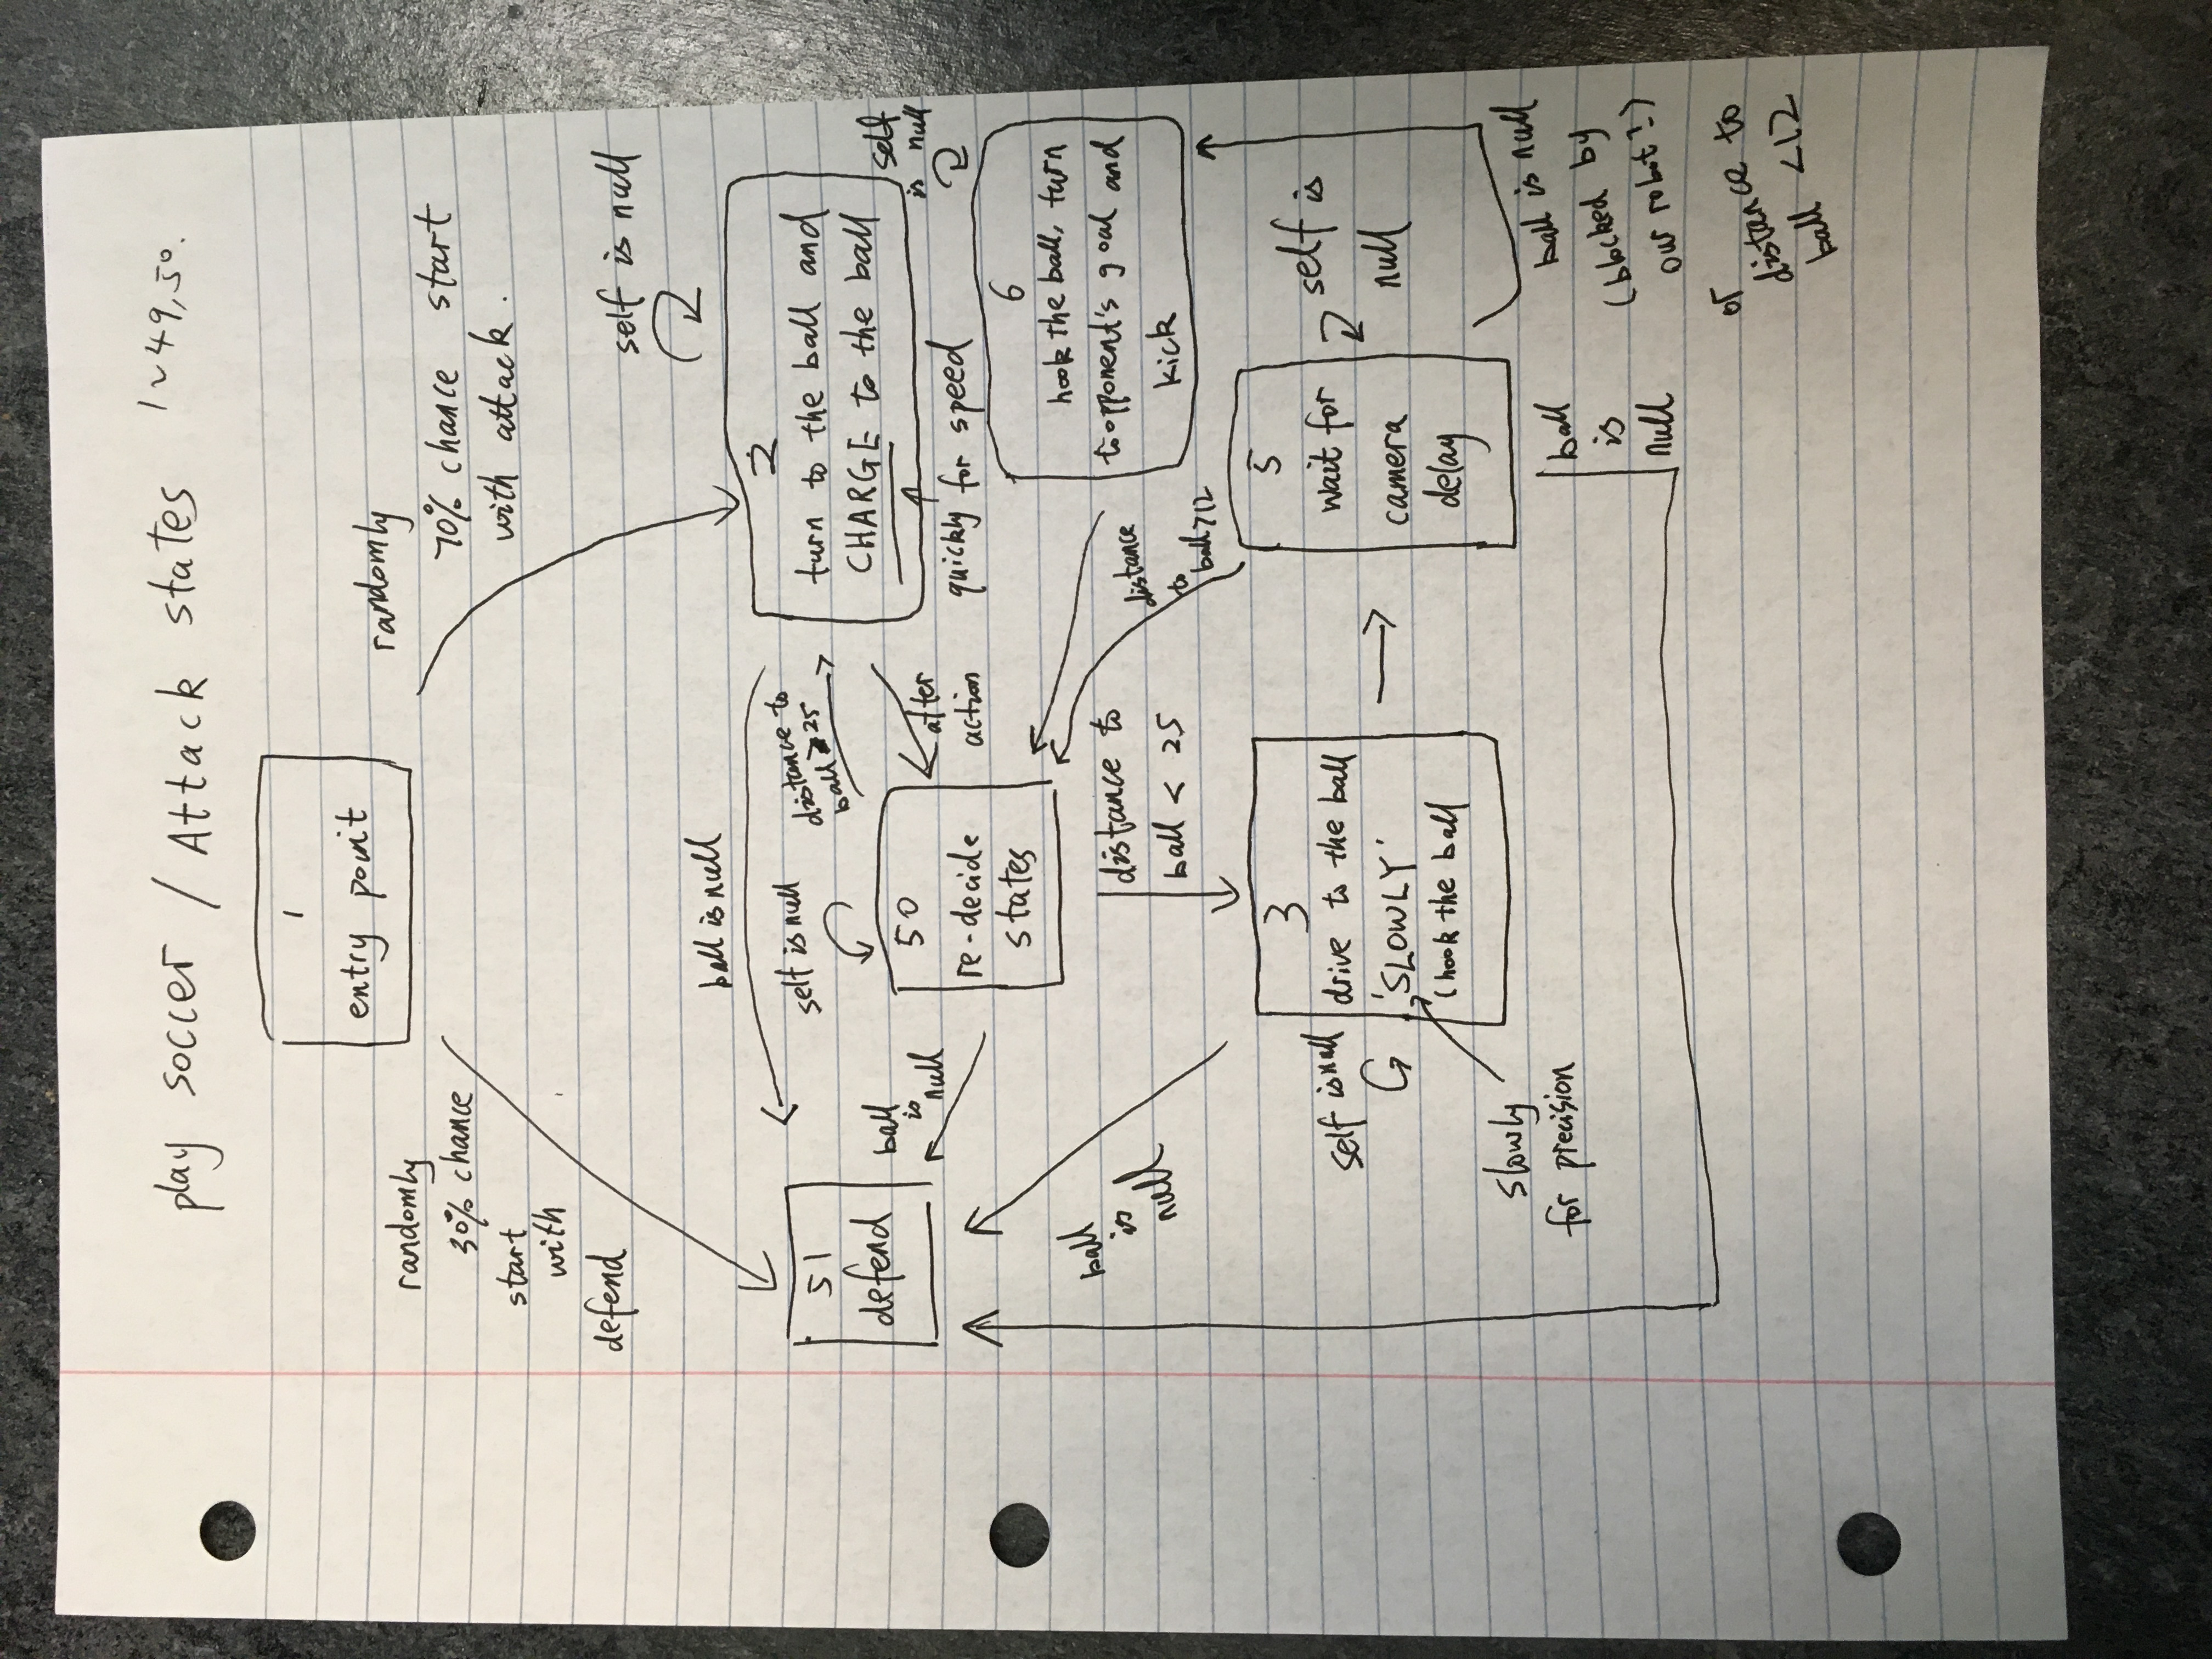 play soccer / Attack states 1~49,50.
1
entry point
randomly
30% chance
start
with
defend
randomly
70% chance start
with attack.
self is null
ball is null
self is null
distance to
ball ≥ 25
2
turn to the ball and
CHARGE to the ball
quickly for speed
51
defend
ball
is
null
50
re-decide
states
after
action
self
is null
6
hook the ball, turn
to opponent's goal and
kick
ball
is
null
distance to
ball < 25
distance
to
ball > 12
3
drive to the ball
'SLOWLY'
(hook the ball
self is null
slowly
for precision
5
wait for
camera
delay
self is
null
ball
is
null
ball is null
(blocked by
our robot?)
or
distance to
ball < 12